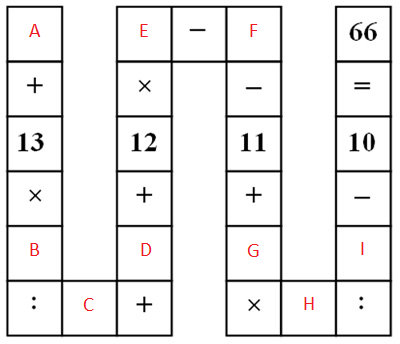 A E − F 66
+ × − =
13 12 11 10
× + + −
B D G I
: C + × H :